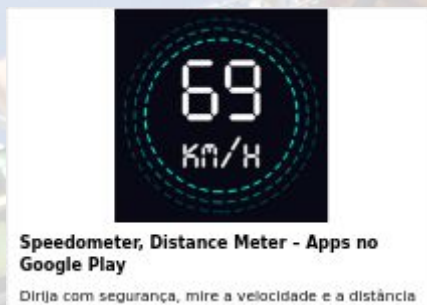 69
KM/H
Speedometer, Distance Meter – Apps no
Google Play
Dirija com segurança, mire a velocidade e a distância